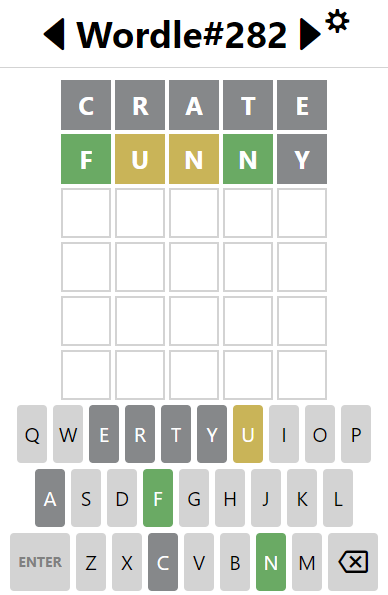 Wordle#282
C R A T E
F U N N Y
Q W E R T Y U I O P
A S D F G H J K L
ENTER Z X C V B N M